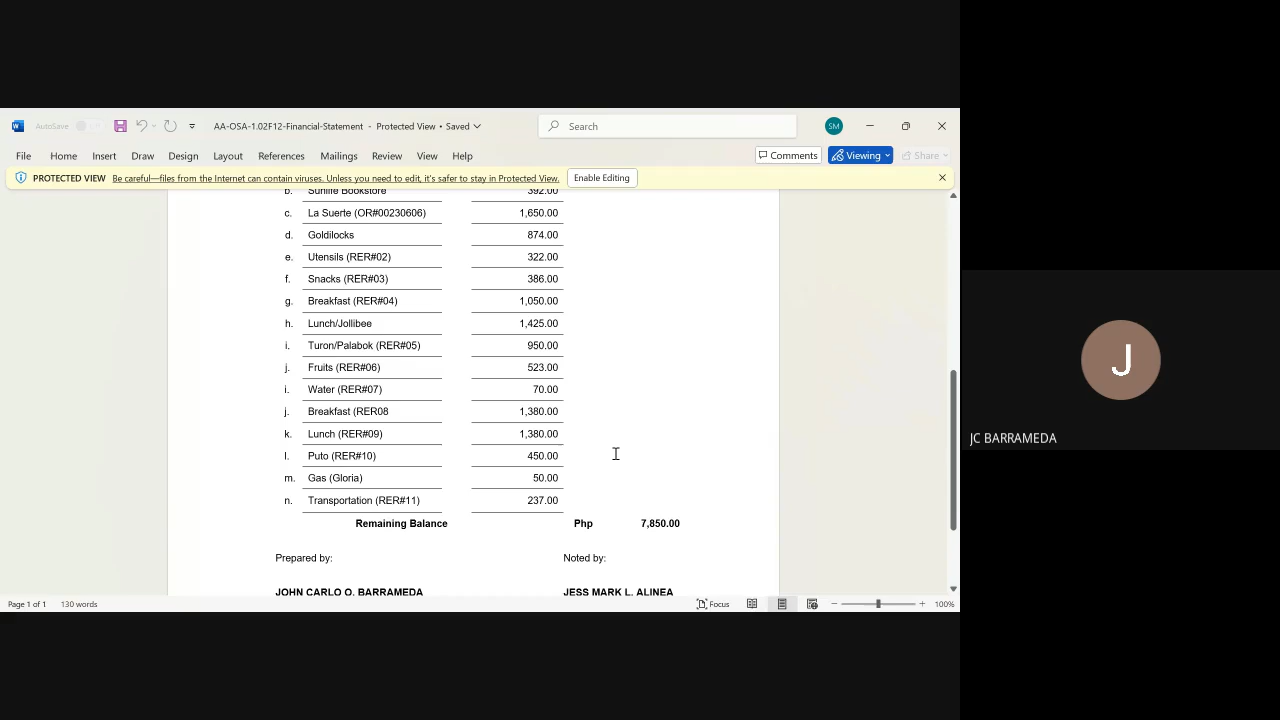 AutoSave
AA-OSA-1.02F12-Financial-Statement - Protected View • Saved
Search
SM
File Home Insert Draw Design Layout References Mailings Review View Help
Comments Viewing Share
PROTECTED VIEW Be careful—files from the Internet can contain viruses. Unless you need to edit, it's safer to stay in Protected View. Enable Editing
b. Sunlife Bookstore 392.00
c. La Suerte (OR#00230606) 1,650.00
d. Goldilocks 874.00
e. Utensils (RER#02) 322.00
f. Snacks (RER#03) 386.00
g. Breakfast (RER#04) 1,050.00
h. Lunch/Jollibee 1,425.00
i. Turon/Palabok (RER#05) 950.00
j. Fruits (RER#06) 523.00
i. Water (RER#07) 70.00
j. Breakfast (RER08 1,380.00
k. Lunch (RER#09) 1,380.00
l. Puto (RER#10) 450.00
m. Gas (Gloria) 50.00
n. Transportation (RER#11) 237.00
Remaining Balance Php 7,850.00
Prepared by: Noted by:
JOHN CARLO O. BARRAMEDA JESS MARK L. ALINEA
Page 1 of 1 130 words Focus 100%
J
JC BARRAMEDA